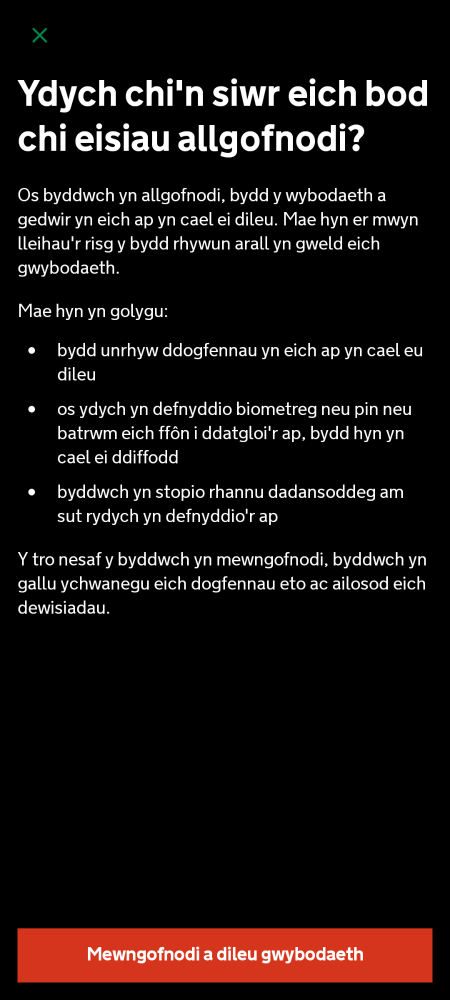 Ydych chi'n siwr eich bod
chi eisiau allgofnodi?
Os byddwch yn allgofnodi, bydd y wybodaeth a
gedwir yn eich ap yn cael ei dileu. Mae hyn er mwyn
lleihau'r risg y bydd rhywun arall yn gweld eich
gwybodaeth.
Mae hyn yn golygu:
• bydd unrhyw ddogfennau yn eich ap yn cael eu
dileu
• os ydych yn defnyddio biometreg neu pin neu
batrwm eich ffôn i ddatgloi'r ap, bydd hyn yn
cael ei ddiffodd
• byddwch yn stopio rhannu dadansoddeg am
sut rydych yn defnyddio'r ap
Y tro nesaf y byddwch yn mewngofnodi, byddwch yn
gallu ychwanegu eich dogfennau eto ac ailosod eich
dewisiadau.
Mewngofnodi a dileu gwybodaeth